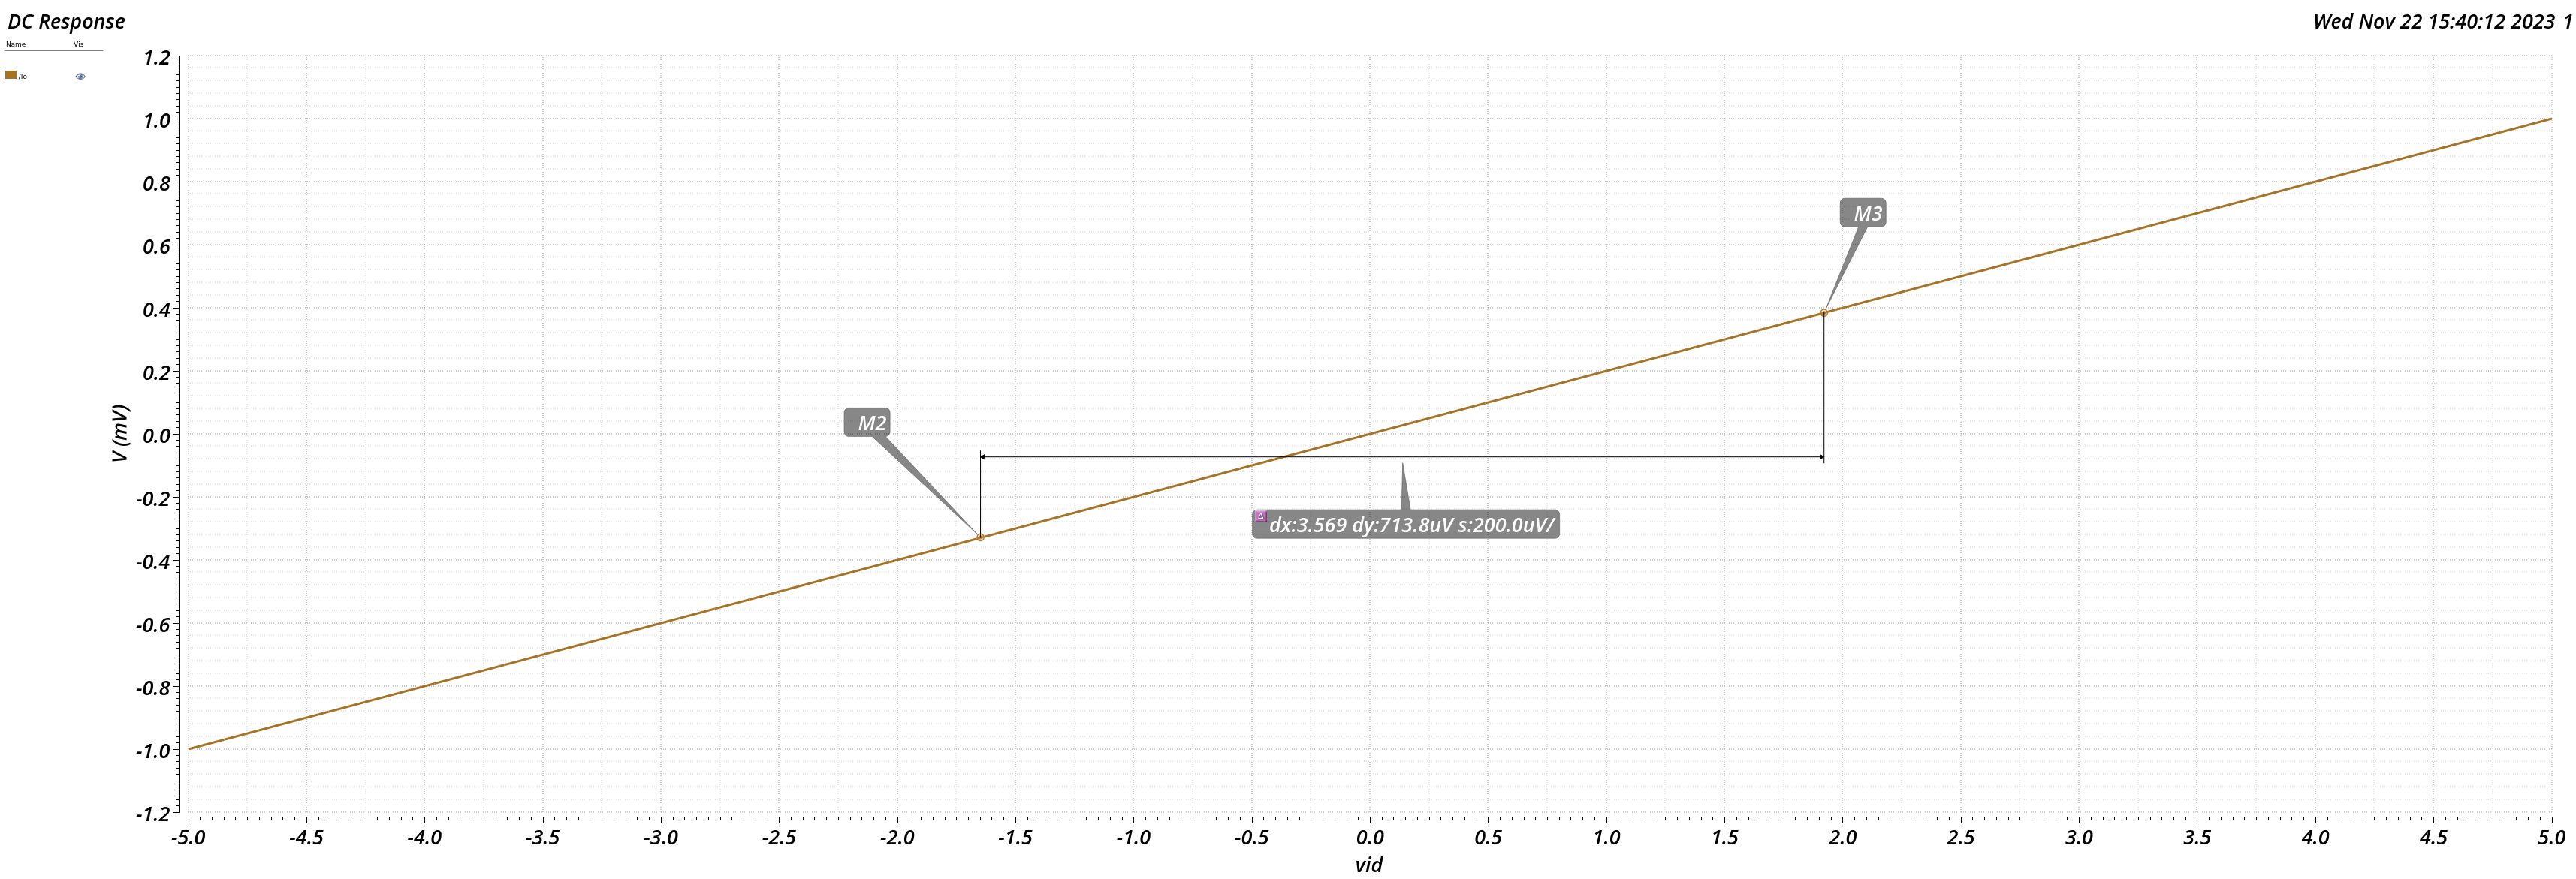 DC Response
Wed Nov 22 15:40:12 2023 1
Name Vis
/Io
1.2
1.0
0.8
0.6
0.4
0.2
0.0
-0.2
-0.4
-0.6
-0.8
-1.0
-1.2
V (mV)
M3
M2
dx:3.569 dy:713.8uV s:200.0uV/
-5.0 -4.5 -4.0 -3.5 -3.0 -2.5 -2.0 -1.5 -1.0 -0.5 0.0 0.5 1.0 1.5 2.0 2.5 3.0 3.5 4.0 4.5 5.0
vid